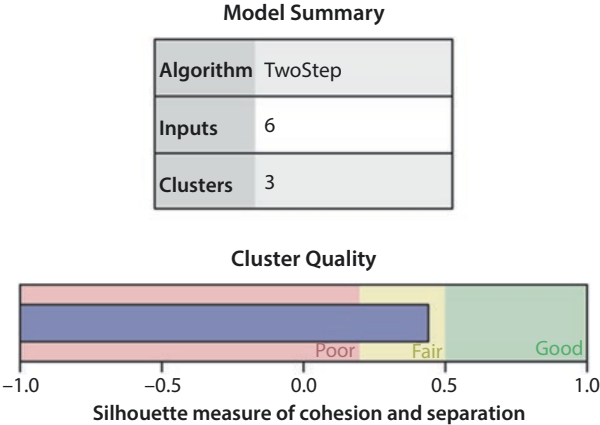 Model Summary
Algorithm TwoStep
Inputs 6
Clusters 3
Cluster Quality
Poor Fair Good
−1.0 −0.5 0.0 0.5 1.0
Silhouette measure of cohesion and separation